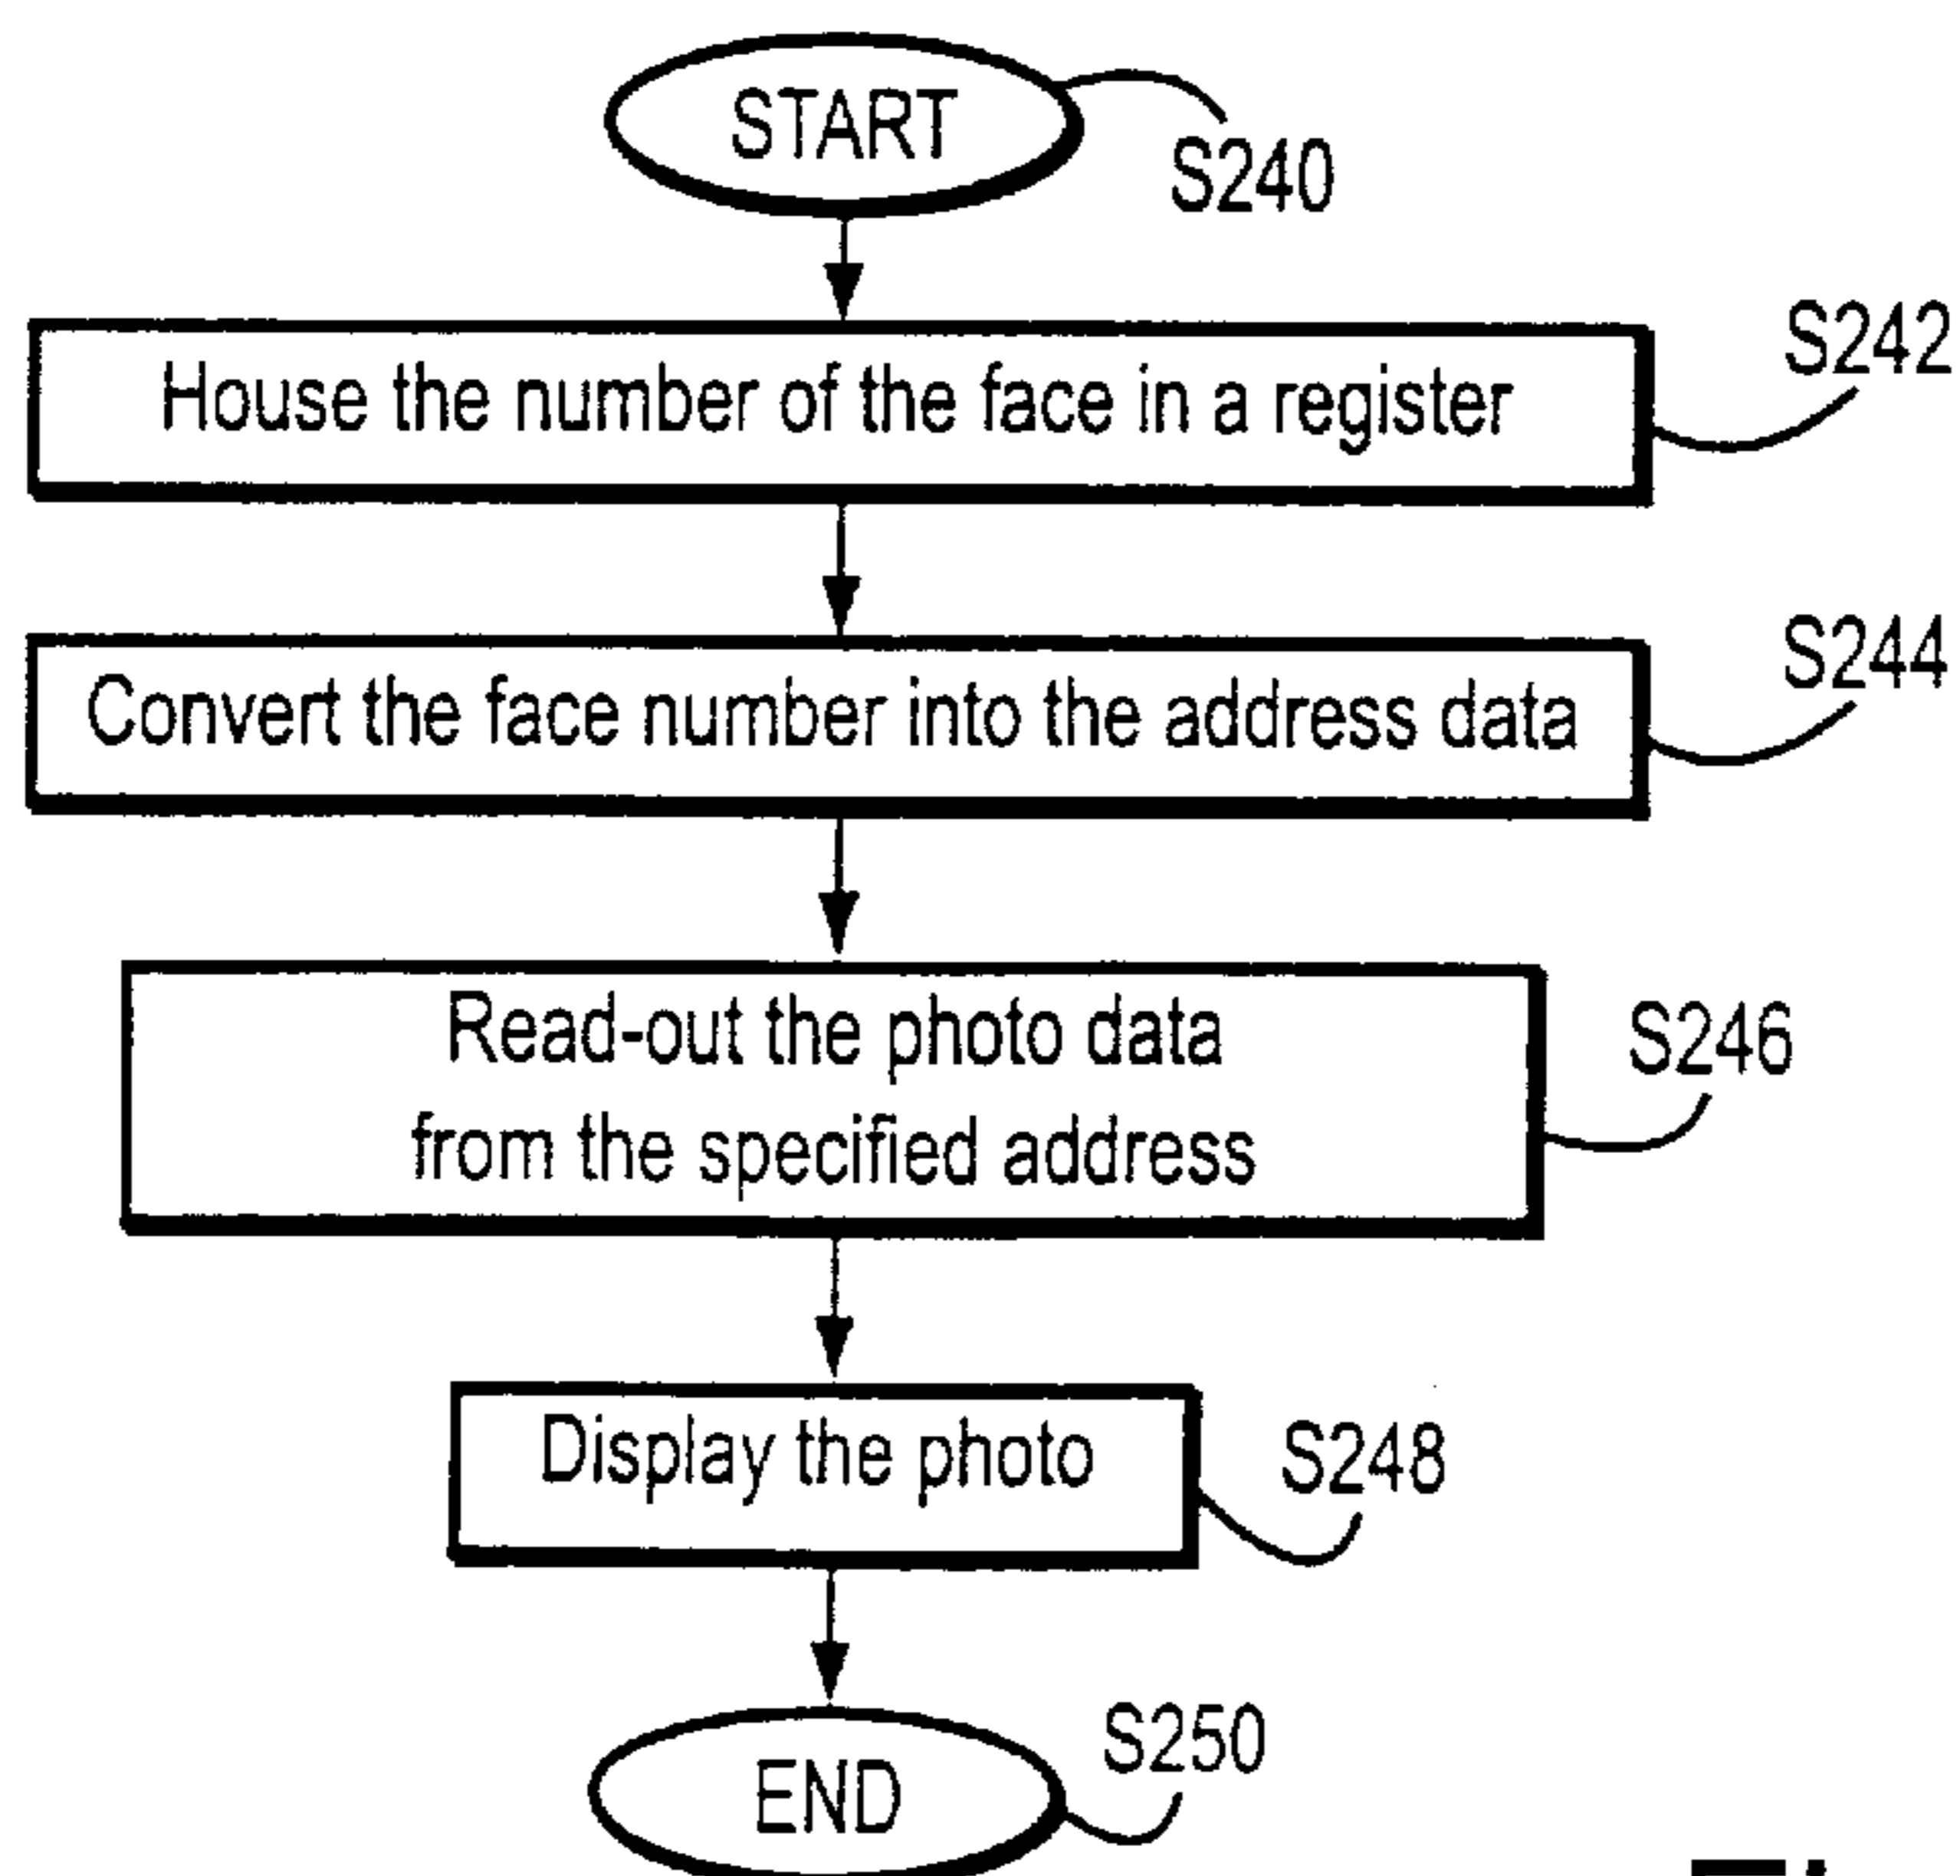 START
S240
S242
House the number of the face in a register
S244
Convert the face number into the address data
Read-out the photo data
S246
from the specified address
Display the photo
S248
S250
END